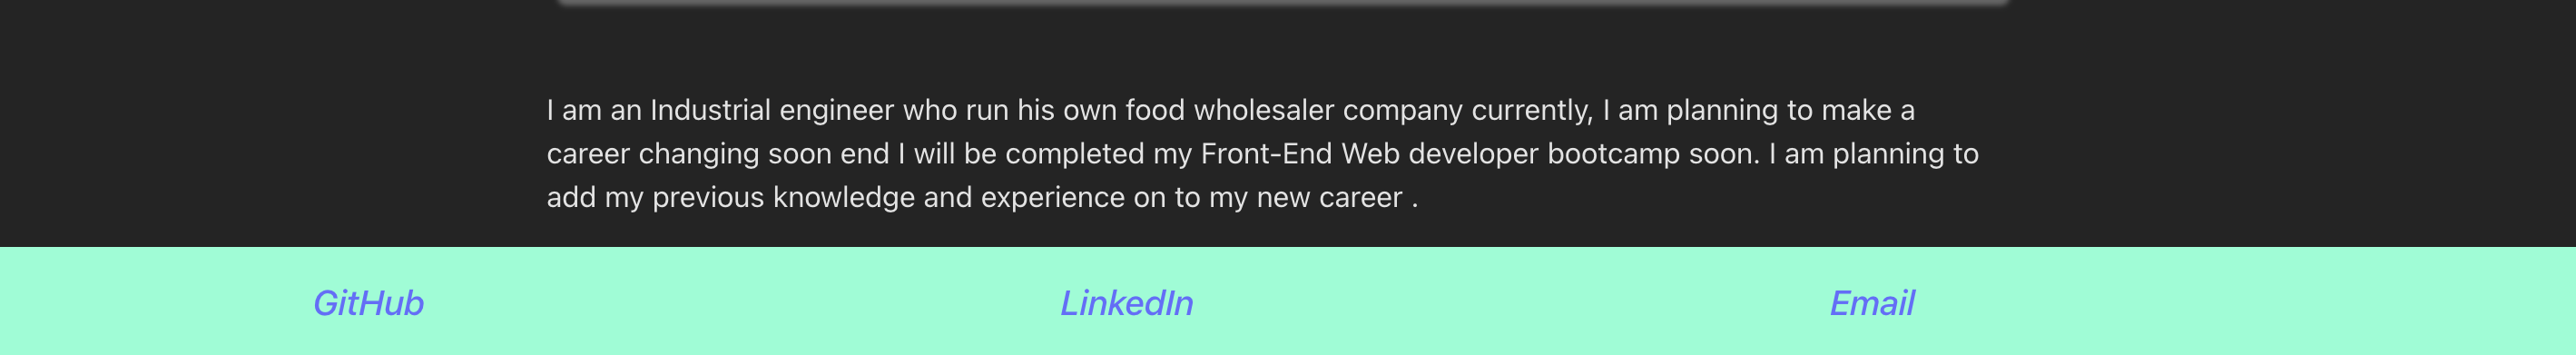 I am an Industrial engineer who run his own food wholesaler company currently, I am planning to make a
career changing soon end I will be completed my Front-End Web developer bootcamp soon. I am planning to
add my previous knowledge and experience on to my new career .
GitHub LinkedIn Email